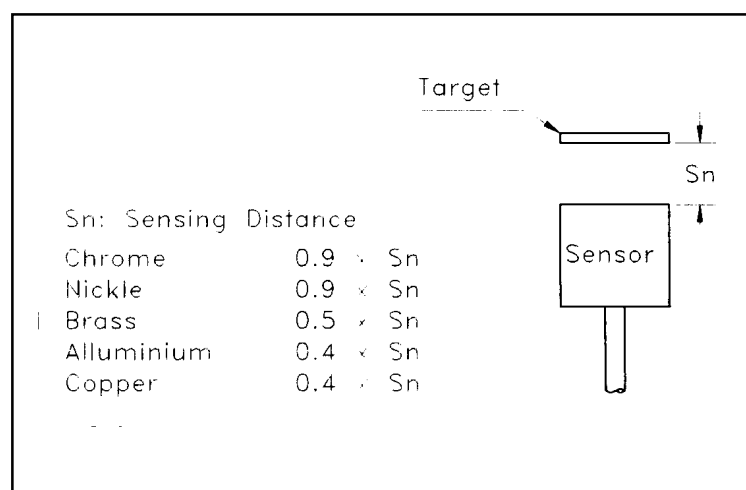 Target
Sn
Sn: Sensing Distance
Chrome 0.9 × Sn
Nickle 0.9 × Sn
Brass 0.5 × Sn
Alluminium 0.4 × Sn
Copper 0.4 × Sn
Sensor